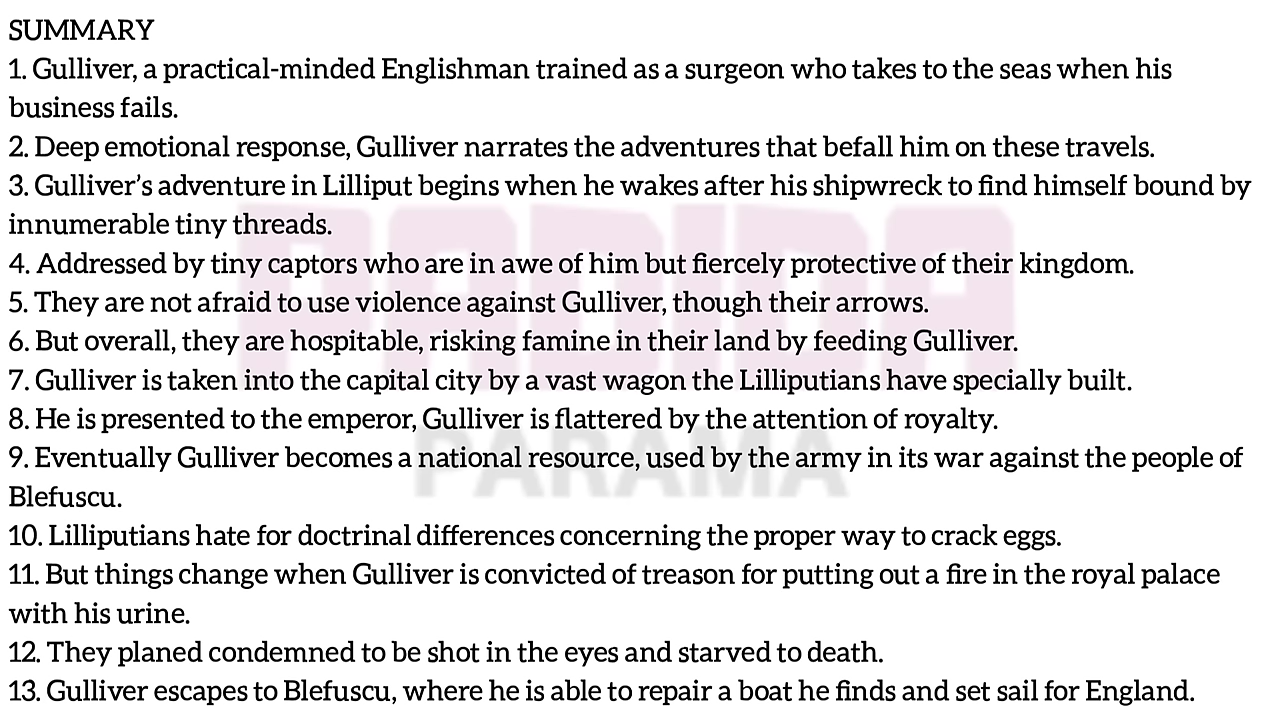 SUMMARY
1. Gulliver, a practical-minded Englishman trained as a surgeon who takes to the seas when his
business fails.
2. Deep emotional response, Gulliver narrates the adventures that befall him on these travels.
3. Gulliver's adventure in Lilliput begins when he wakes after his shipwreck to find himself bound by
innumerable tiny threads.
4. Addressed by tiny captors who are in awe of him but fiercely protective of their kingdom.
5. They are not afraid to use violence against Gulliver, though their arrows.
6. But overall, they are hospitable, risking famine in their land by feeding Gulliver.
7. Gulliver is taken into the capital city by a vast wagon the Lilliputians have specially built.
8. He is presented to the emperor, Gulliver is flattered by the attention of royalty.
9. Eventually Gulliver becomes a national resource, used by the army in its war against the people of
Blefuscu.
10. Lilliputians hate for doctrinal differences concerning the proper way to crack eggs.
11. But things change when Gulliver is convicted of treason for putting out a fire in the royal palace
with his urine.
12. They planed condemned to be shot in the eyes and starved to death.
13. Gulliver escapes to Blefuscu, where he is able to repair a boat he finds and set sail for England.
PADIDA
PARAMA